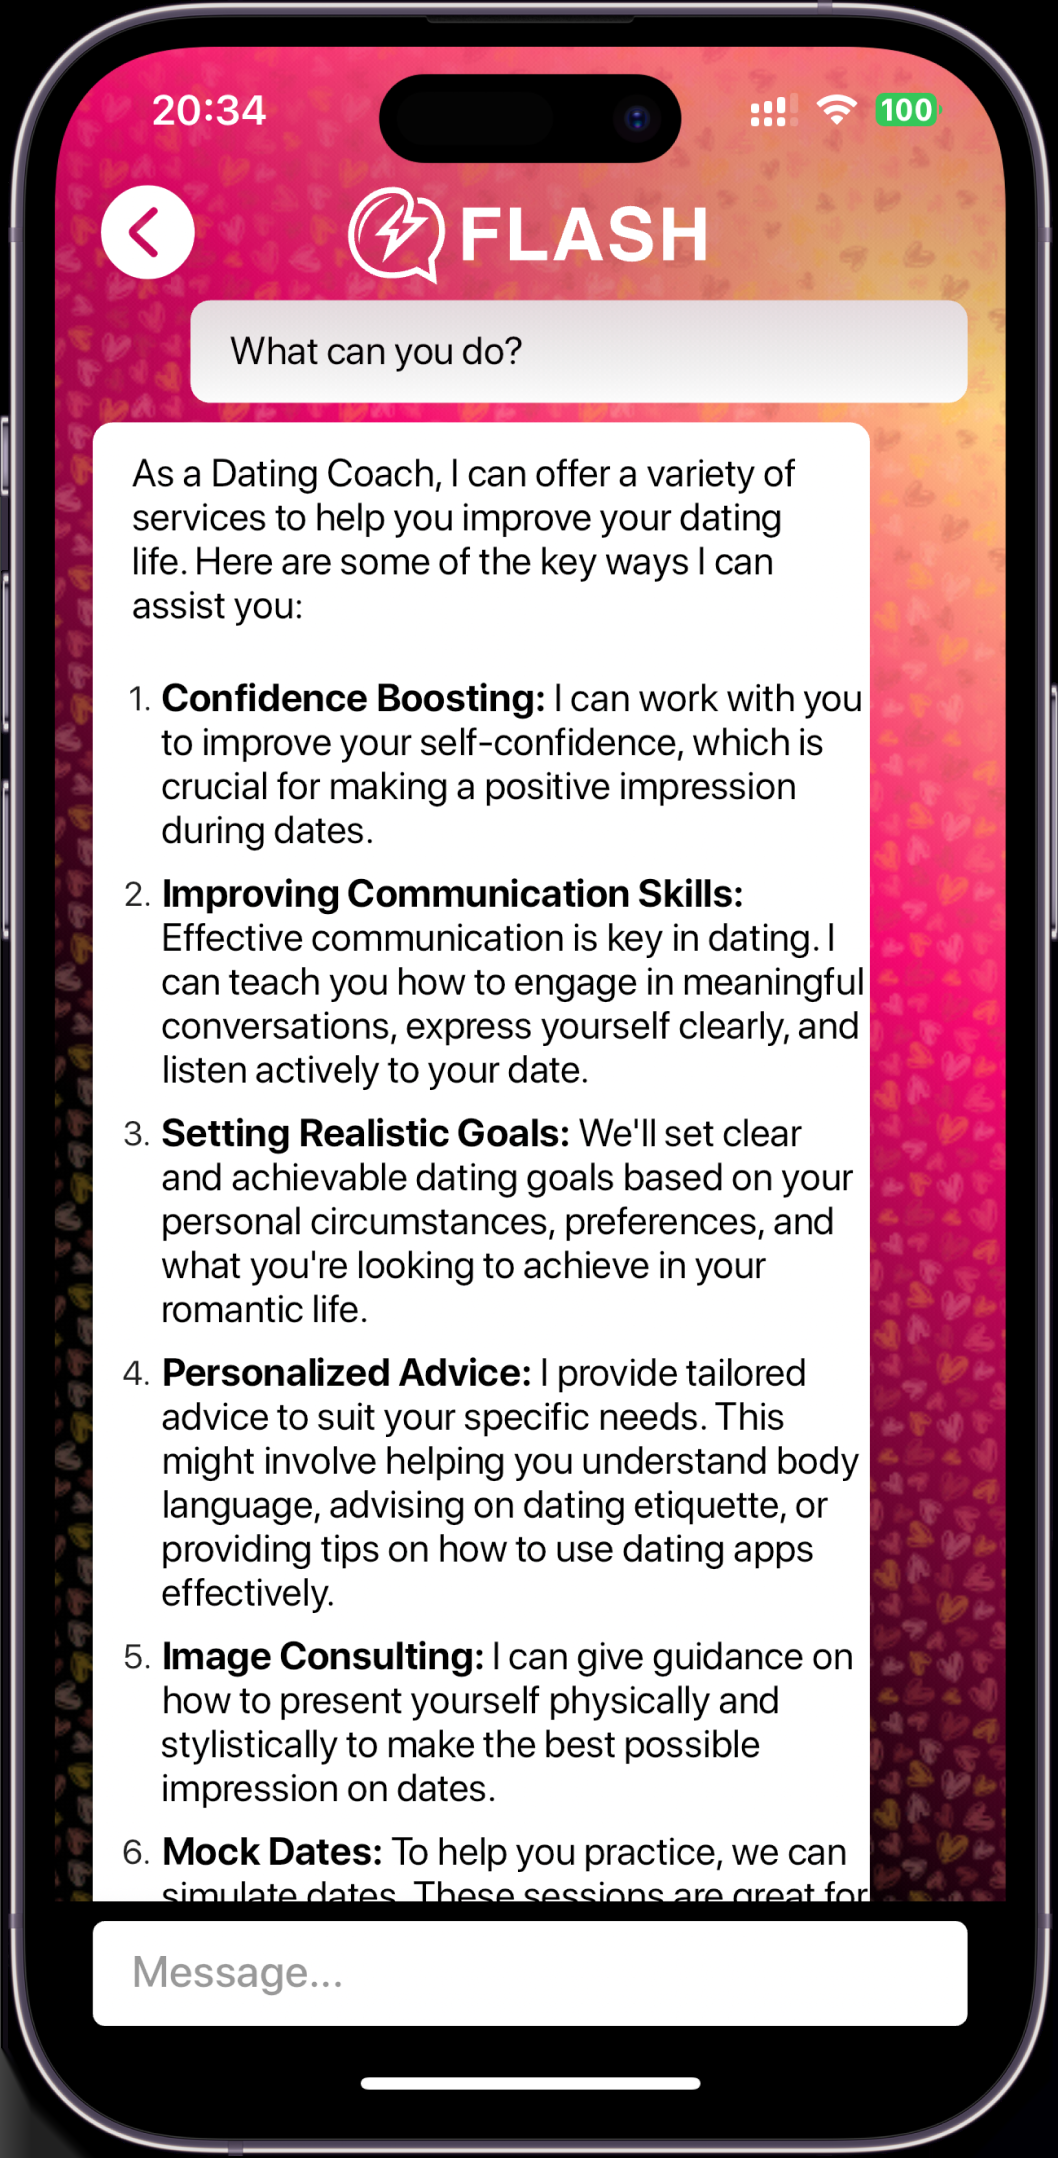 20:34
100
FLASH
What can you do?
As a Dating Coach, I can offer a variety of
services to help you improve your dating
life. Here are some of the key ways I can
assist you:
1. Confidence Boosting: I can work with you
to improve your self-confidence, which is
crucial for making a positive impression
during dates.
2. Improving Communication Skills:
Effective communication is key in dating. I
can teach you how to engage in meaningful
conversations, express yourself clearly, and
listen actively to your date.
3. Setting Realistic Goals: We'll set clear
and achievable dating goals based on your
personal circumstances, preferences, and
what you're looking to achieve in your
romantic life.
4. Personalized Advice: I provide tailored
advice to suit your specific needs. This
might involve helping you understand body
language, advising on dating etiquette, or
providing tips on how to use dating apps
effectively.
5. Image Consulting: I can give guidance on
how to present yourself physically and
stylistically to make the best possible
impression on dates.
6. Mock Dates: To help you practice, we can
simulate dates. These sessions are great for
Message...